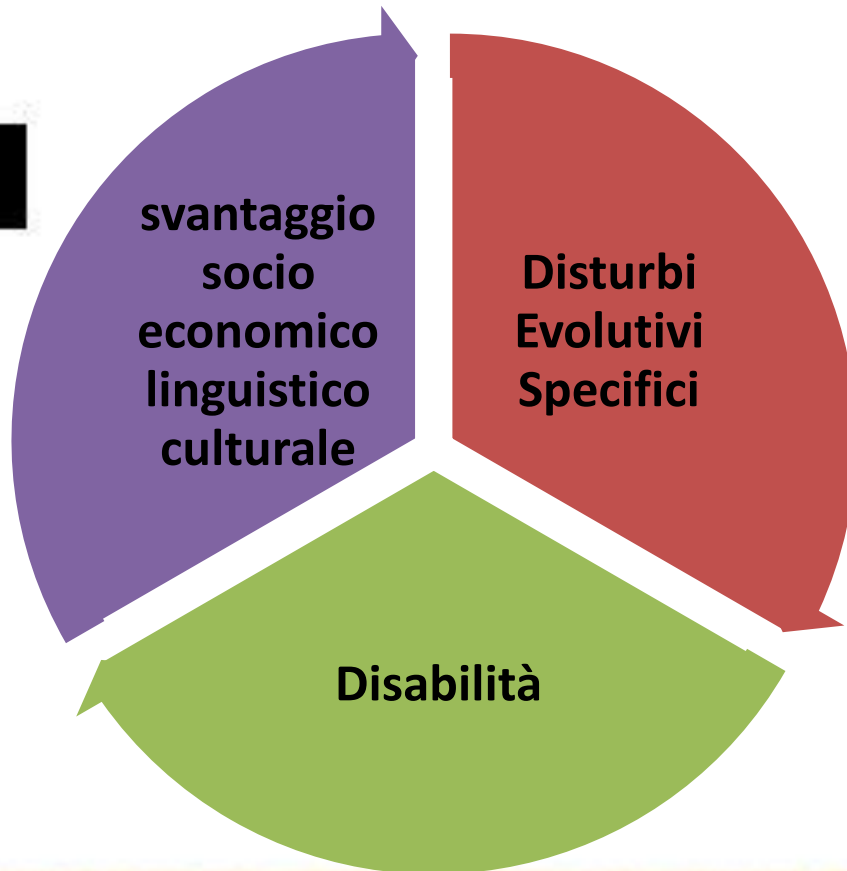 svantaggio
socio
economico
linguistico
culturale
Disturbi
Evolutivi
Specifici
Disabilità